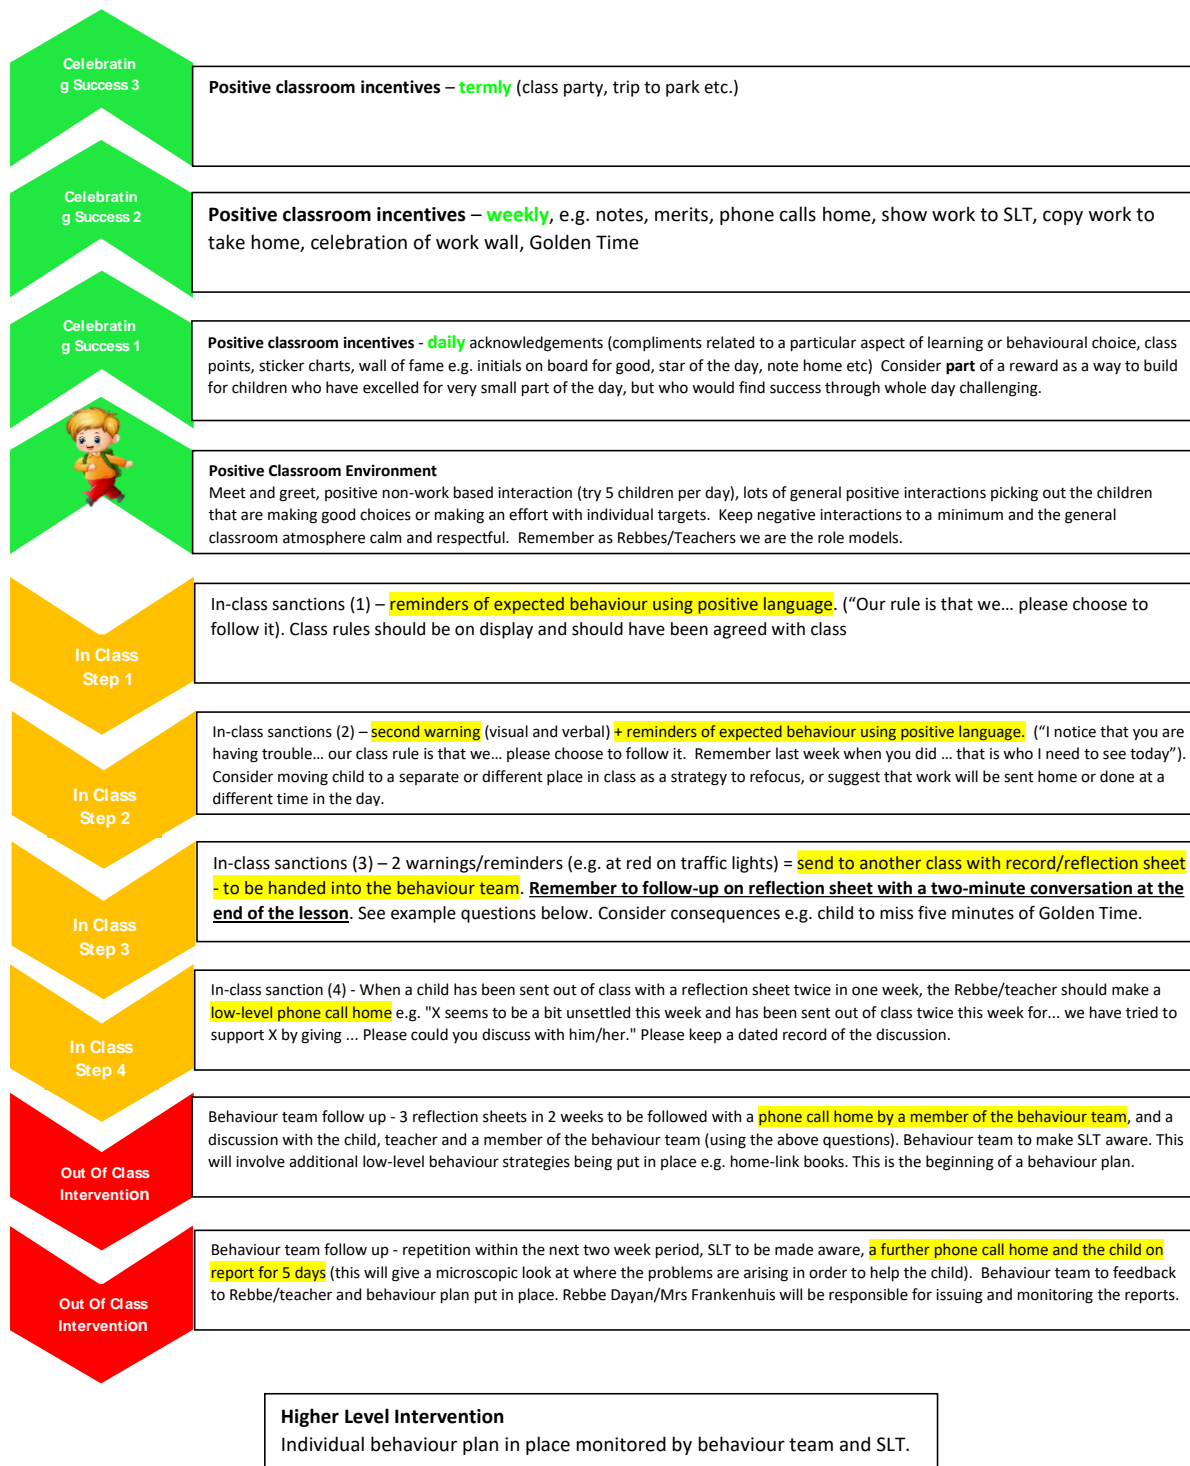 Celebratin
g Success 3
Positive classroom incentives – termly (class party, trip to park etc.)
Celebratin
g Success 2
Positive classroom incentives – weekly, e.g. notes, merits, phone calls home, show work to SLT, copy work to
take home, celebration of work wall, Golden Time
Celebratin
g Success 1
Positive classroom incentives - daily acknowledgements (compliments related to a particular aspect of learning or behavioural choice, class
points, sticker charts, wall of fame e.g. initials on board for good, star of the day, note home etc) Consider part of a reward as a way to build
for children who have excelled for very small part of the day, but who would find success through whole day challenging.
Positive Classroom Environment
Meet and greet, positive non-work based interaction (try 5 children per day), lots of general positive interactions picking out the children
that are making good choices or making an effort with individual targets. Keep negative interactions to a minimum and the general
classroom atmosphere calm and respectful. Remember as Rebbes/Teachers we are the role models.
In Class
Step 1
In-class sanctions (1) – reminders of expected behaviour using positive language. (“Our rule is that we… please choose to
follow it). Class rules should be on display and should have been agreed with class
In Class
Step 2
In-class sanctions (2) – second warning (visual and verbal) + reminders of expected behaviour using positive language. (“I notice that you are
having trouble… our class rule is that we… please choose to follow it. Remember last week when you did … that is who I need to see today”).
Consider moving child to a separate or different place in class as a strategy to refocus, or suggest that work will be sent home or done at a
different time in the day.
In Class
Step 3
In-class sanctions (3) – 2 warnings/reminders (e.g. at red on traffic lights) = send to another class with record/reflection sheet
- to be handed into the behaviour team. Remember to follow-up on reflection sheet with a two-minute conversation at the
end of the lesson. See example questions below. Consider consequences e.g. child to miss five minutes of Golden Time.
In Class
Step 4
In-class sanction (4) - When a child has been sent out of class with a reflection sheet twice in one week, the Rebbe/teacher should make a
low-level phone call home e.g. "X seems to be a bit unsettled this week and has been sent out of class twice this week for... we have tried to
support X by giving ... Please could you discuss with him/her." Please keep a dated record of the discussion.
Out Of Class
Intervention
Behaviour team follow up - 3 reflection sheets in 2 weeks to be followed with a phone call home by a member of the behaviour team, and a
discussion with the child, teacher and a member of the behaviour team (using the above questions). Behaviour team to make SLT aware. This
will involve additional low-level behaviour strategies being put in place e.g. home-link books. This is the beginning of a behaviour plan.
Out Of Class
Intervention
Behaviour team follow up - repetition within the next two week period, SLT to be made aware, a further phone call home and the child on
report for 5 days (this will give a microscopic look at where the problems are arising in order to help the child). Behaviour team to feedback
to Rebbe/teacher and behaviour plan put in place. Rebbe Dayan/Mrs Frankenhuis will be responsible for issuing and monitoring the reports.
Higher Level Intervention
Individual behaviour plan in place monitored by behaviour team and SLT.